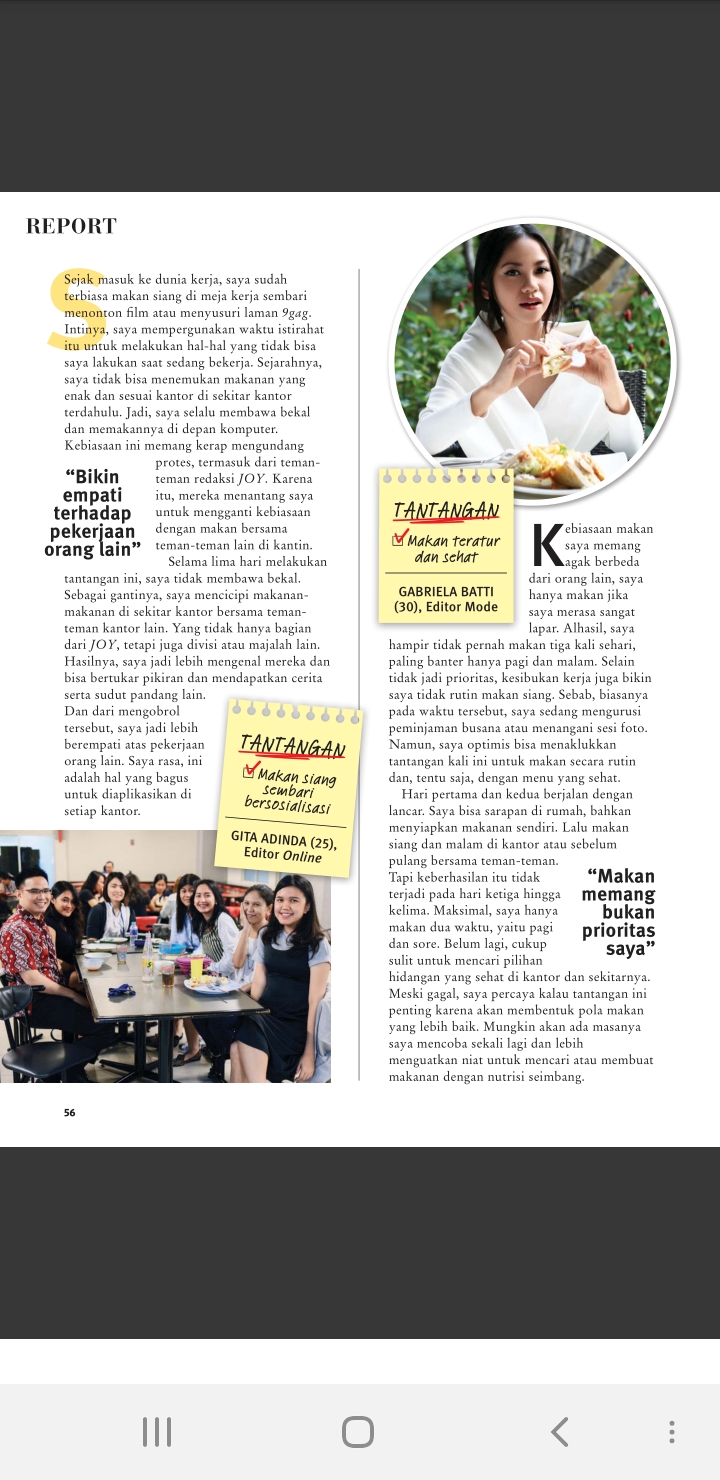 REPORT
Sejak masuk ke dunia kerja, saya sudah
terbiasa makan siang di meja kerja sembari
menonton film atau menyusuri laman 9gag.
Intinya, saya mempergunakan waktu istirahat
itu untuk melakukan hal-hal yang tidak bisa
saya lakukan saat sedang bekerja. Sejarahnya,
saya tidak bisa menemukan makanan yang
enak dan sesuai kantor di sekitar kantor
terdahulu. Jadi, saya selalu membawa bekal
dan memakannya di depan komputer.
Kebiasaan ini memang kerap mengundang
protes, termasuk dari teman-
teman redaksi JOY. Karena
itu, mereka menantang saya
untuk mengganti kebiasaan
dengan makan bersama
teman-teman lain di kantin.
Selama lima hari melakukan
tantangan ini, saya tidak membawa bekal.
Sebagai gantinya, saya mencicipi makanan-
makanan di sekitar kantor bersama teman-
teman kantor lain. Yang tidak hanya bagian
dari JOY, tetapi juga divisi atau majalah lain.
Hasilnya, saya jadi lebih mengenal mereka dan
bisa bertukar pikiran dan mendapatkan cerita
serta sudut pandang lain.
Dan dari mengobrol
tersebut, saya jadi lebih
berempati atas pekerjaan
orang lain. Saya rasa, ini
adalah hal yang bagus
untuk diaplikasikan di
setiap kantor.
“Bikin
empati
terhadap
pekerjaan
orang lain”
TANTANGAN
Makan siang
sembari
bersosialisasi
GITA ADINDA (25),
Editor Online
TANTANGAN
Makan teratur
dan sehat
GABRIELA BATTI
(30), Editor Mode
Kebiasaan makan
saya memang
agak berbeda
dari orang lain, saya
hanya makan jika
saya merasa sangat
lapar. Alhasil, saya
hampir tidak pernah makan tiga kali sehari,
paling banter hanya pagi dan malam. Selain
tidak jadi prioritas, kesibukan kerja juga bikin
saya tidak rutin makan siang. Sebab, biasanya
pada waktu tersebut, saya sedang mengurusi
peminjaman busana atau menangani sesi foto.
Namun, saya optimis bisa menaklukkan
tantangan kali ini untuk makan secara rutin
dan, tentu saja, dengan menu yang sehat.
Hari pertama dan kedua berjalan dengan
lancar. Saya bisa sarapan di rumah, bahkan
menyiapkan makanan sendiri. Lalu makan
siang dan malam di kantor atau sebelum
pulang bersama teman-teman.
Tapi keberhasilan itu tidak
terjadi pada hari ketiga hingga
kelima. Maksimal, saya hanya
makan dua waktu, yaitu pagi
dan sore. Belum lagi, cukup
sulit untuk mencari pilihan
hidangan yang sehat di kantor dan sekitarnya.
Meski gagal, saya percaya kalau tantangan ini
penting karena akan membentuk pola makan
yang lebih baik. Mungkin akan ada masanya
saya mencoba sekali lagi dan lebih
menguatkan niat untuk mencari atau membuat
makanan dengan nutrisi seimbang.
“Makan
memang
bukan
prioritas
saya”
56